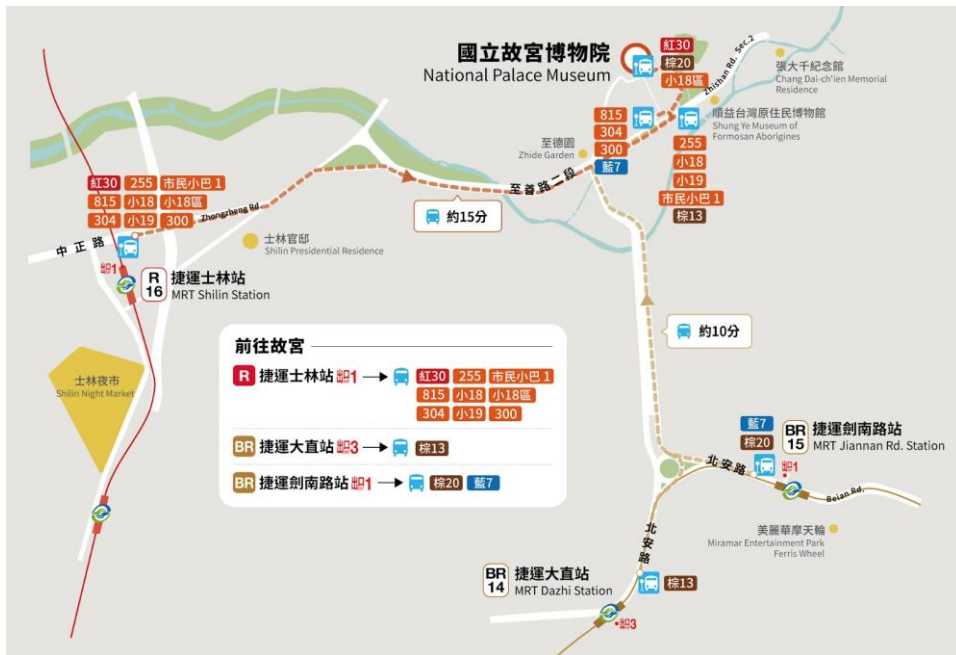 國立故宮博物院
National Palace Museum
紅30
棕20
小18區
Zhishan Rd. Sec.2
張大千紀念館
Chang Dai-ch'ien Memorial
Residence
順益台灣原住民博物館
Shung Ye Museum of
Formosan Aborigines
815
304
300
藍7
至德園
Zhide Garden
255
小18
小19
市民小巴 1
棕13
至善路二段
紅30 255 市民小巴 1
815 小18 小18區
304 小19 300
Zhongzheng Rd
約15分
中正路
士林官邸
Shilin Presidential Residence
出口1
R
16
捷運士林站
MRT Shilin Station
約10分
士林夜市
Shilin Night Market
前往故宮
R 捷運士林站 出口1 紅30 255 市民小巴 1
815 小18 小18區
304 小19 300
BR 捷運大直站 出口3 棕13
BR 捷運劍南路站 出口1 棕20 藍7
藍7
棕20
BR
15
捷運劍南路站
MRT Jiannan Rd. Station
北安路
出口1
Beian Rd.
美麗華摩天輪
Miramar Entertainment Park
Ferris Wheel
北安路
BR
14
捷運大直站
MRT Dazhi Station
棕13
出口3